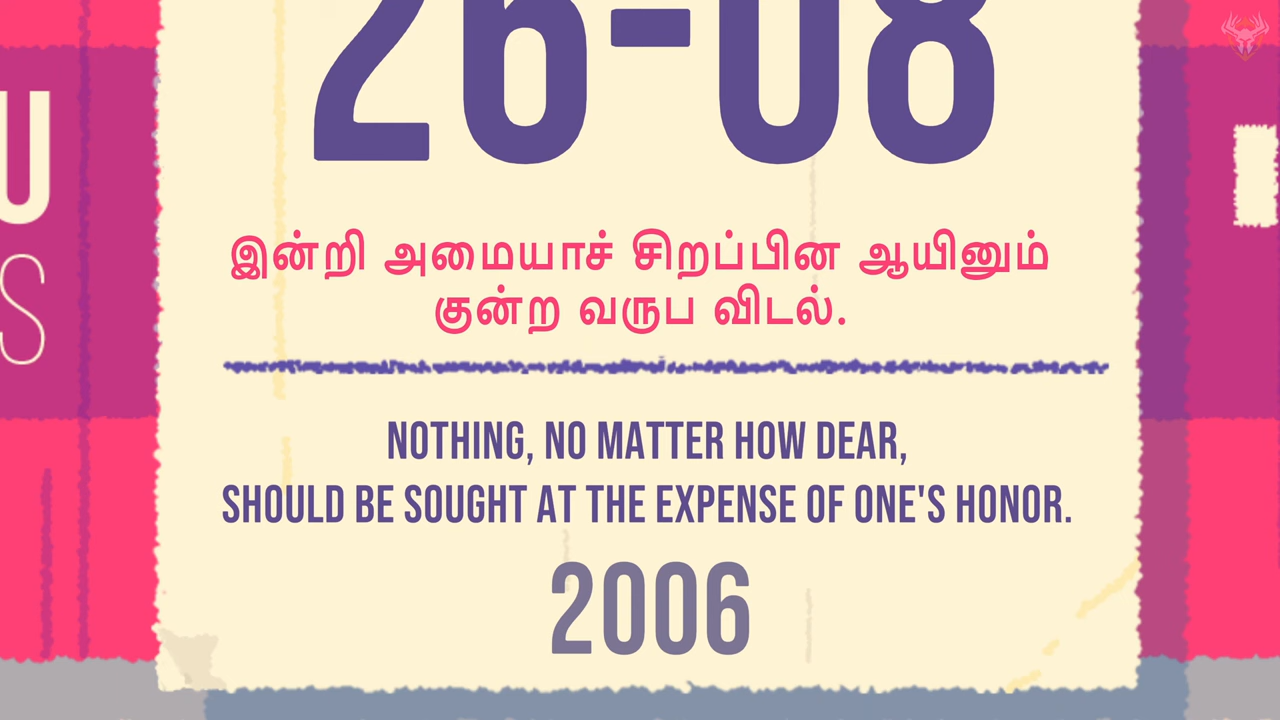 26-08
இன்றி அமையாச் சிறப்பின ஆயினும்
குன்ற வருப விடல்.
NOTHING, NO MATTER HOW DEAR,
SHOULD BE SOUGHT AT THE EXPENSE OF ONE'S HONOR.
2006
U
S